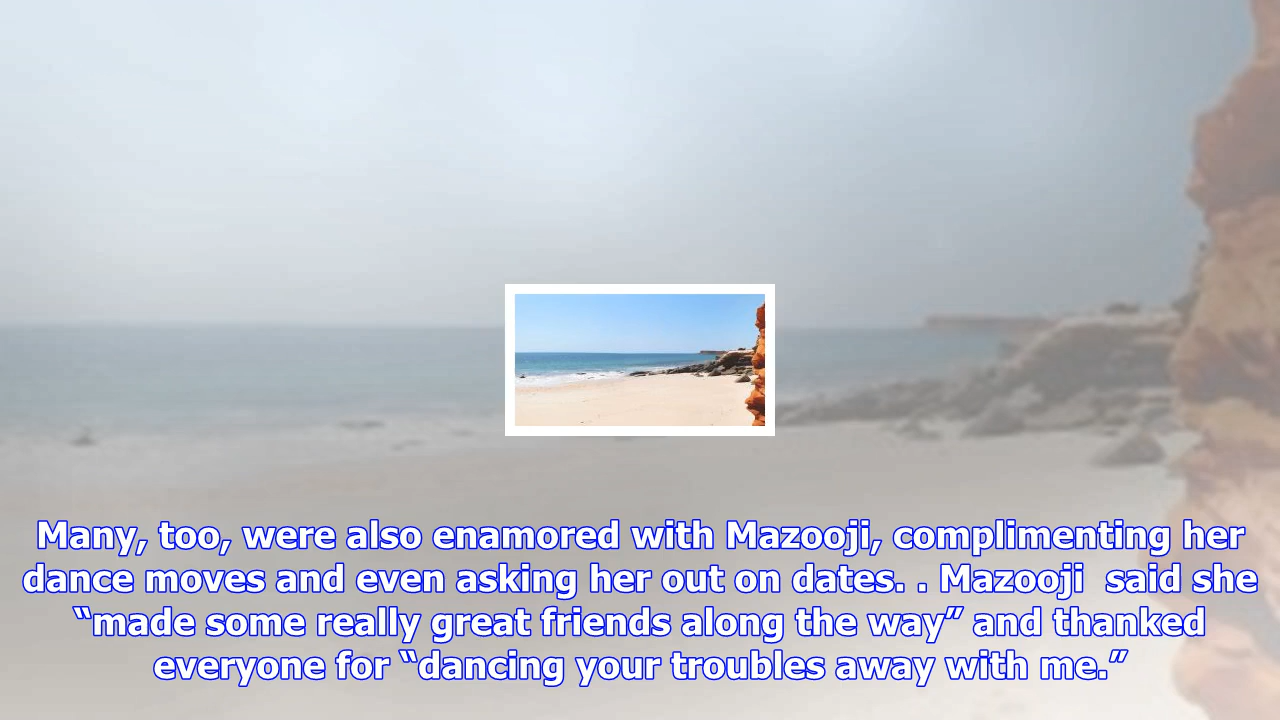 Many, too, were also enamored with Mazooji, complimenting her
dance moves and even asking her out on dates. . Mazooji  said she
“made some really great friends along the way” and thanked
everyone for “dancing your troubles away with me.”